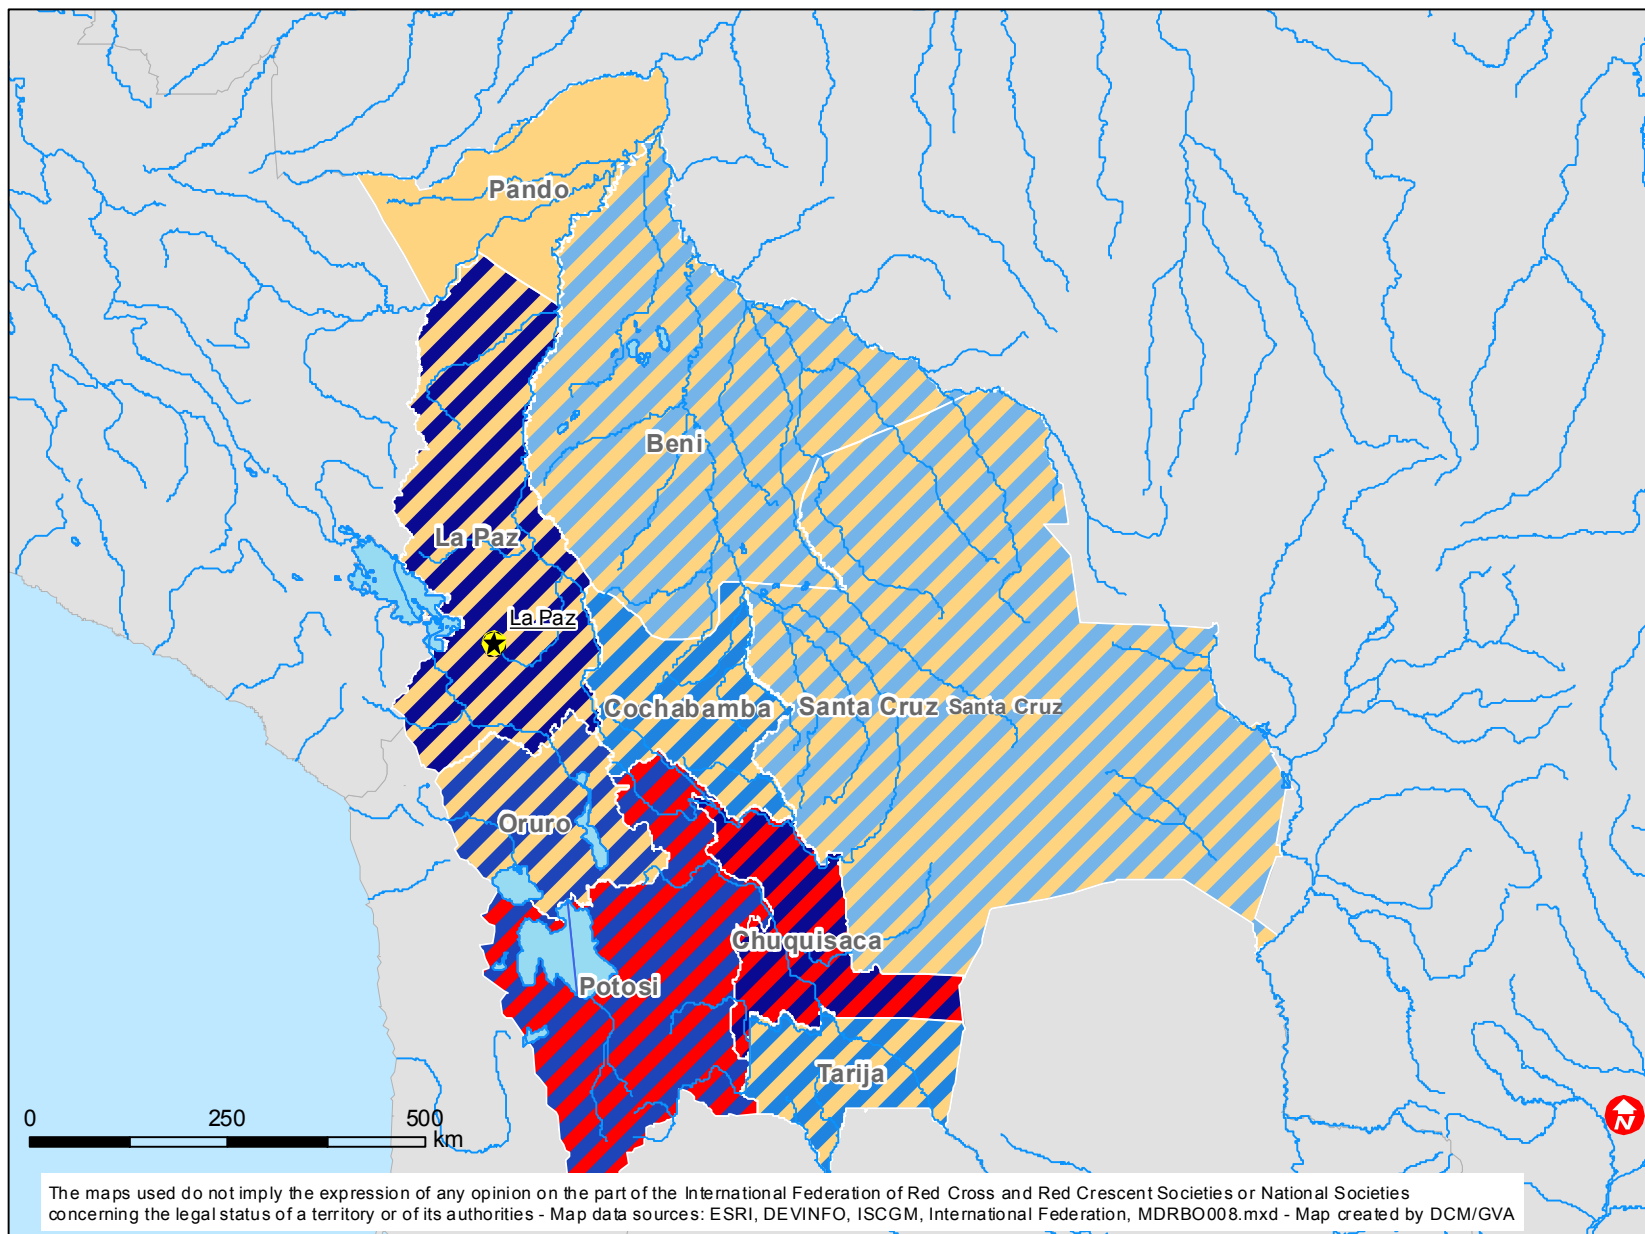 Pando
Beni
La Paz
La Paz
Cochabamba
Santa Cruz
Santa Cruz
Oruro
Chuquisaca
Potosi
Tarija
0 250 500
km
N
The maps used do not imply the expression of any opinion on the part of the International Federation of Red Cross and Red Crescent Societies or National Societies
concerning the legal status of a territory or of its authorities - Map data sources: ESRI, DEVINFO, ISCGM, International Federation, MDRBO008.mxd - Map created by DCM/GVA